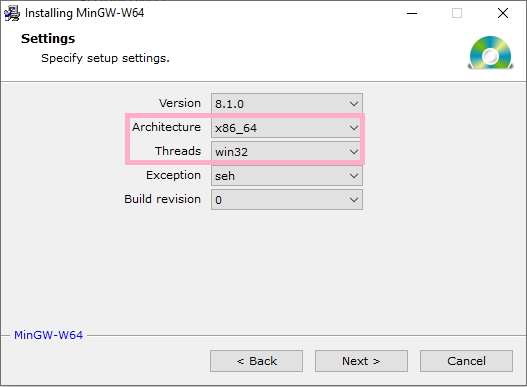 Installing MinGW-W64
Settings
Specify setup settings.
Version 8.1.0
Architecture x86_64
Threads win32
Exception seh
Build revision 0
MinGW-W64
< Back Next > Cancel